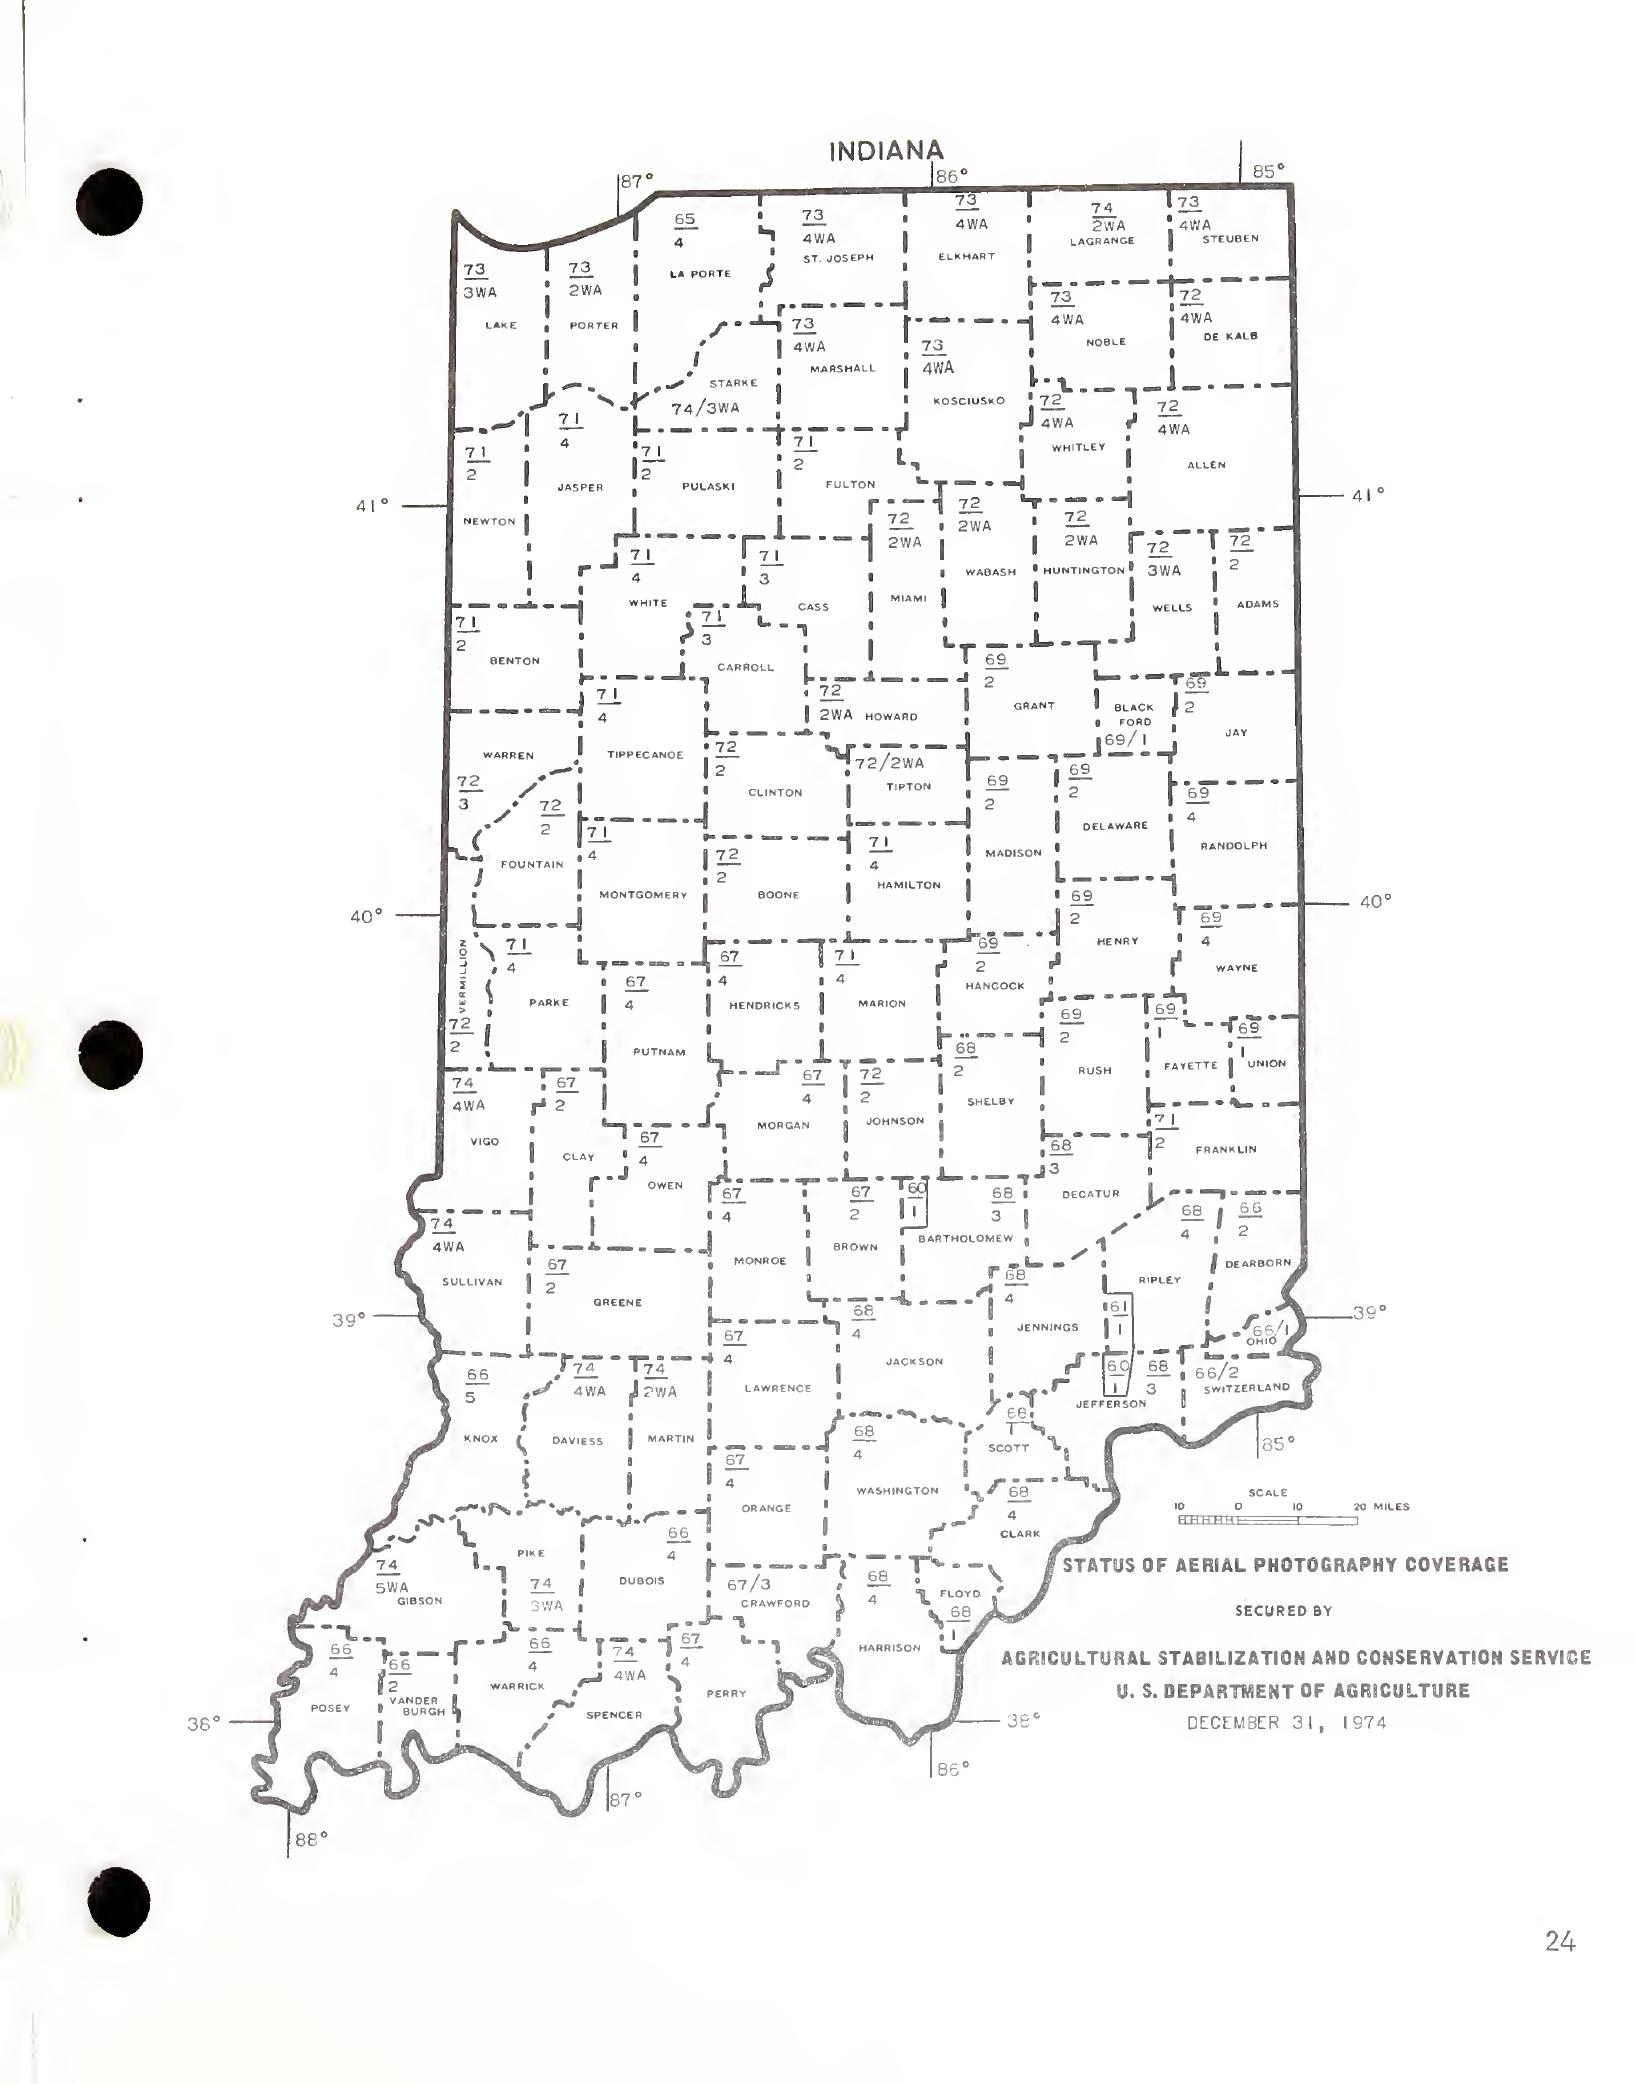 INDIANA
87°
86°
85°
73
3WA
LAKE
73
2WA
PORTER
65
4
LA PORTE
73
4WA
ST. JOSEPH
73
4WA
ELKHART
74
2WA
LAGRANGE
73
4WA
STEUBEN
73
4WA
NOBLE
72
4WA
DE KALB
STARKE
74/3WA
73
4WA
MARSHALL
73
4WA
KOSCIUSKO
72
4WA
WHITLEY
72
4WA
ALLEN
71
2
NEWTON
71
4
JASPER
71
2
PULASKI
71
2
FULTON
41°
41°
72
2WA
MIAMI
72
2WA
WABASH
72
2WA
HUNTINGTON
72
3WA
WELLS
72
2
ADAMS
71
4
WHITE
71
3
CASS
71
2
BENTON
71
3
CARROLL
72
2WA HOWARD
69
2
GRANT
BLACK
FORD
69/1
69
2
JAY
WARREN
72
3
71
4
TIPPECANOE
72
2
CLINTON
72/2WA
TIPTON
69
2
MADISON
69
2
DELAWARE
69
4
RANDOLPH
72
2
FOUNTAIN
71
4
MONTGOMERY
72
2
BOONE
71
4
HAMILTON
69
2
HENRY
40°
40°
69
4
WAYNE
VERMILLION
72
2
71
4
PARKE
67
4
PUTNAM
67
4
HENDRICKS
71
4
MARION
69
2
HANCOCK
69
2
RUSH
69
1
FAYETTE
69
1
UNION
74
4WA
VIGO
67
2
CLAY
67
4
OWEN
67
4
MORGAN
72
2
JOHNSON
68
2
SHELBY
68
3
DECATUR
71
2
FRANKLIN
74
4WA
SULLIVAN
67
2
GREENE
67
4
MONROE
67
2
BROWN
60
1
68
3
BARTHOLOMEW
68
4
JENNINGS
68
4
RIPLEY
66
2
DEARBORN
61
1
66/1
OHIO
39°
39°
66
5
KNOX
74
4WA
DAVIESS
74
2WA
MARTIN
67
4
LAWRENCE
68
4
JACKSON
60
1
68
3
JEFFERSON
66/2
SWITZERLAND
68
1
SCOTT
85°
67
4
ORANGE
68
4
WASHINGTON
68
4
CLARK
SCALE
10 0 10 20 MILES
74
5WA
GIBSON
PIKE
74
3WA
66
4
DUBOIS
67/3
CRAWFORD
68
4
HARRISON
FLOYD
68
1
STATUS OF AERIAL PHOTOGRAPHY COVERAGE
SECURED BY
AGRICULTURAL STABILIZATION AND CONSERVATION SERVICE
U. S. DEPARTMENT OF AGRICULTURE
DECEMBER 31, 1974
66
4
POSEY
66
2
VANDER
BURGH
66
4
WARRICK
74
4WA
SPENCER
67
4
PERRY
38°
38°
86°
87°
88°
24